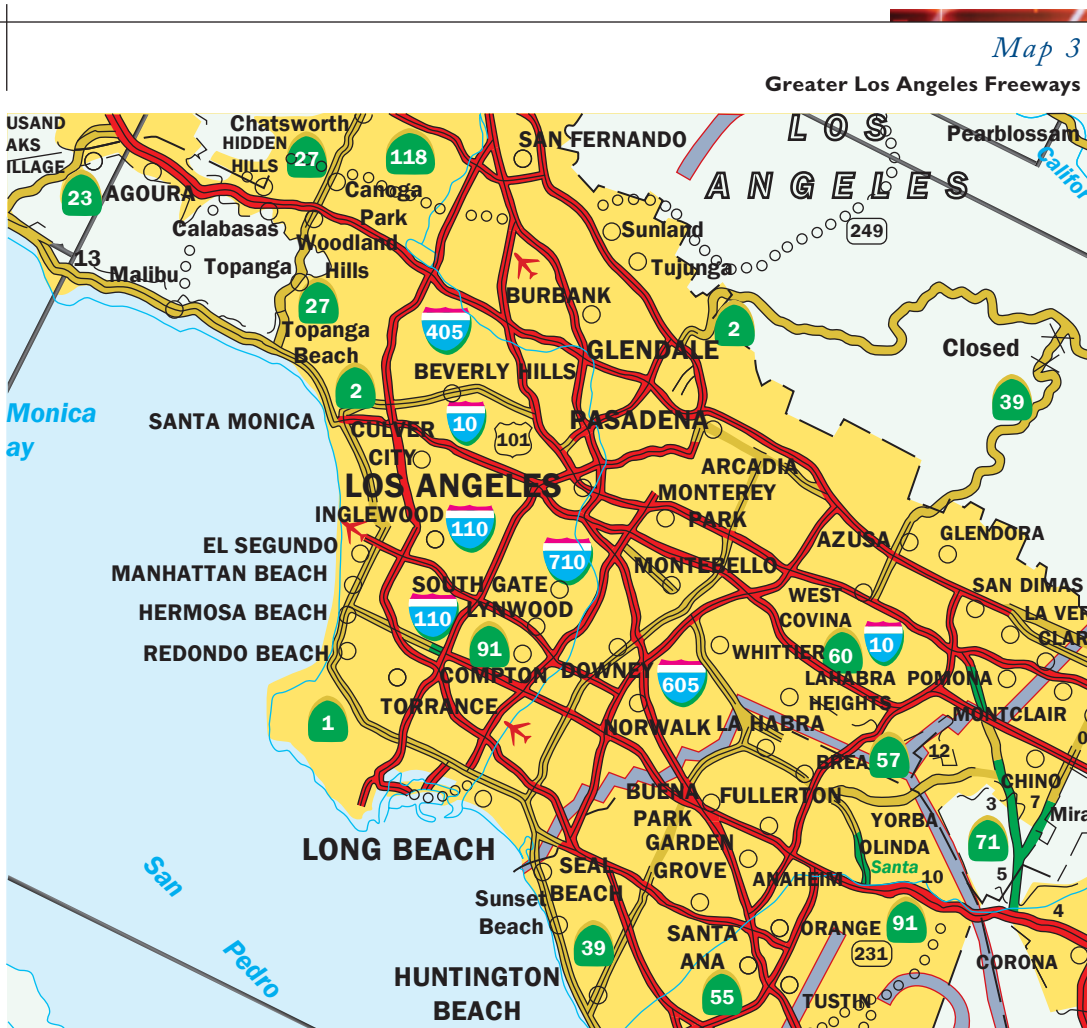 Map 3
Greater Los Angeles Freeways
USAND
AKS
ILLAGE
Chatsworth
HIDDEN
HILLS
27
118
SAN FERNANDO
LOS
ANGELES
Pearblossam
Califor
23
AGOURA
Canoga
Park
Calabasas
Woodland
Hills
Sunland
249
13
Malibu
Topanga
Tujunga
27
BURBANK
Topanga
Beach
405
2
GLENDALE
Closed
BEVERLY HILLS
2
39
Monica
ay
SANTA MONICA
CULVER
CITY
10
101
PASADENA
LOS ANGELES
ARCADIA
MONTEREY
PARK
INGLEWOOD
110
EL SEGUNDO
710
AZUSA
GLENDORA
MANHATTAN BEACH
MONTEBELLO
SOUTH GATE
SAN DIMAS
HERMOSA BEACH
110
LYNWOOD
WEST
COVINA
LA VER
CLAR
REDONDO BEACH
91
WHITTIER
60
10
COMPTON
DOWNEY
605
LAHABRA
HEIGHTS
POMONA
TORRANCE
1
NORWALK
LA HABRA
MONTCLAIR
0
BREA
57
12
BUENA
PARK
FULLERTON
CHINO
3
7
Mira
YORBA
OLINDA
71
LONG BEACH
GARDEN
GROVE
Santa
10
5
SEAL
BEACH
ANAHEIM
San
Sunset
Beach
4
ORANGE
91
SANTA
ANA
231
39
Pedro
CORONA
HUNTINGTON
BEACH
55
TUSTIN